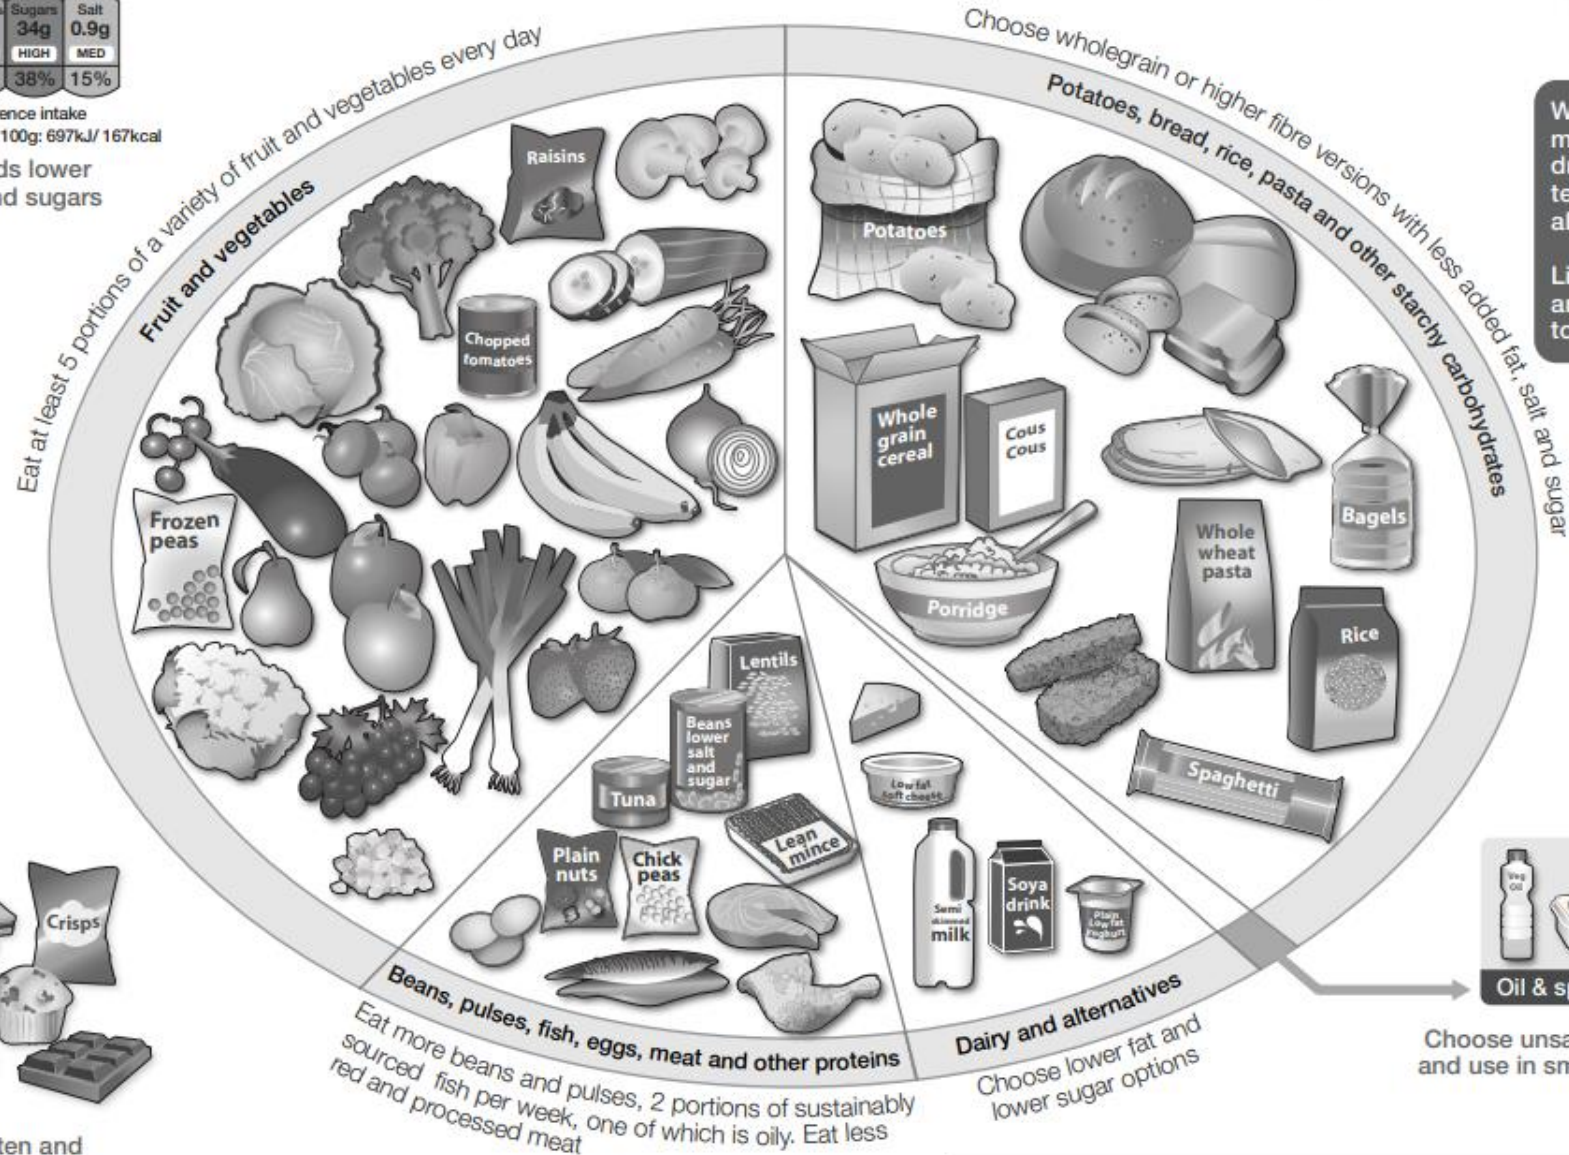 Sugars Salt
34g 0.9g
HIGH MED
38% 15%
ence intake
100g: 697kJ/ 167kcal
ds lower
nd sugars
Eat at least 5 portions of a variety of fruit and vegetables every day
Fruit and vegetables
Raisins
Chopped
tomatoes
Frozen
peas
Choose wholegrain or higher fibre versions with less added fat, salt and sugar
Potatoes, bread, rice, pasta and other starchy carbohydrates
Potatoes
Whole
grain
cereal
Cous
Cous
Bagels
Whole
wheat
pasta
Porridge
Rice
Spaghetti
Lentils
Beans
lower
salt
and
sugar
Tuna
Lean
mince
Plain
nuts
Chick
peas
Beans, pulses, fish, eggs, meat and other proteins
Eat more beans and pulses, 2 portions of sustainably
sourced fish per week, one of which is oily. Eat less
red and processed meat
Low fat
soft cheese
Semi
skimmed
milk
Soya
drink
Plain
Low fat
yoghurt
Dairy and alternatives
Choose lower fat and
lower sugar options
Crisps
ten and
W
m
dr
te
al
Li
ar
to
Veg
Oil
Oil & sp
Choose unsa
and use in sm